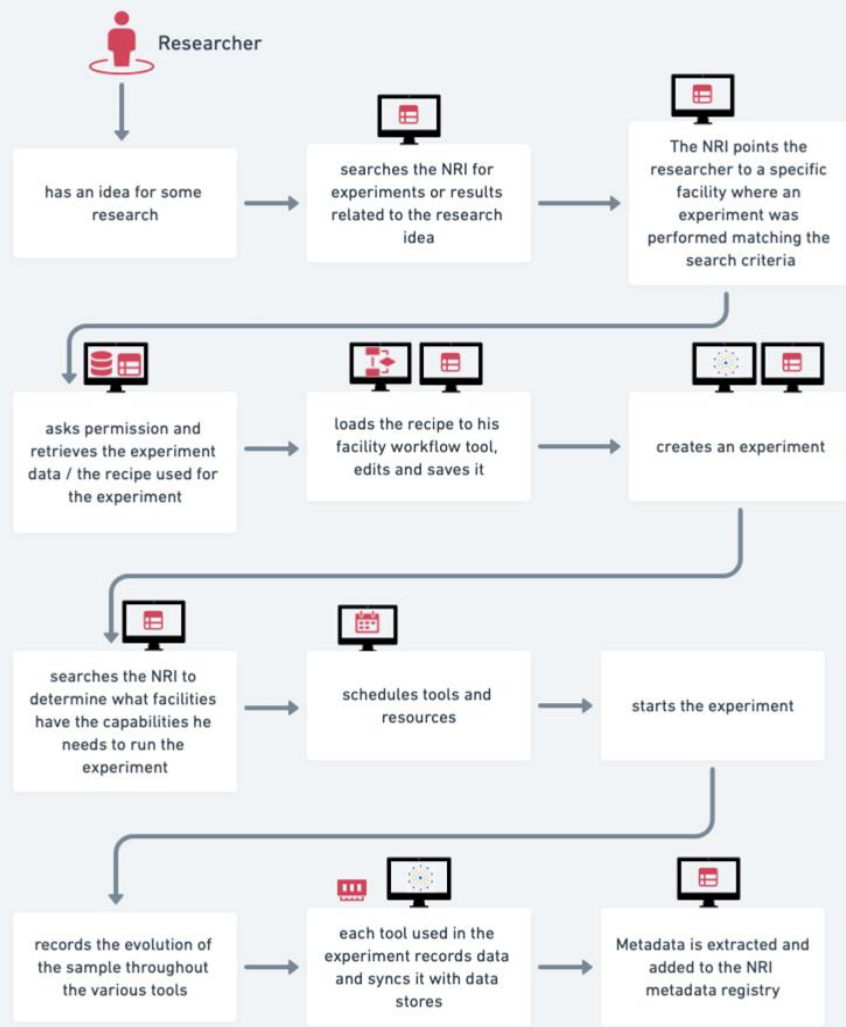 Researcher
has an idea for some
research
searches the NRI for
experiments or results
related to the research
idea
The NRI points the
researcher to a specific
facility where an
experiment was
performed matching the
search criteria
asks permission and
retrieves the experiment
data / the recipe used for
the experiment
loads the recipe to his
facility workflow tool,
edits and saves it
creates an experiment
searches the NRI to
determine what facilities
have the capabilities he
needs to run the
experiment
schedules tools and
resources
starts the experiment
records the evolution of
the sample throughout
the various tools
each tool used in the
experiment records data
and syncs it with data
stores
Metadata is extracted and
added to the NRI
metadata registry